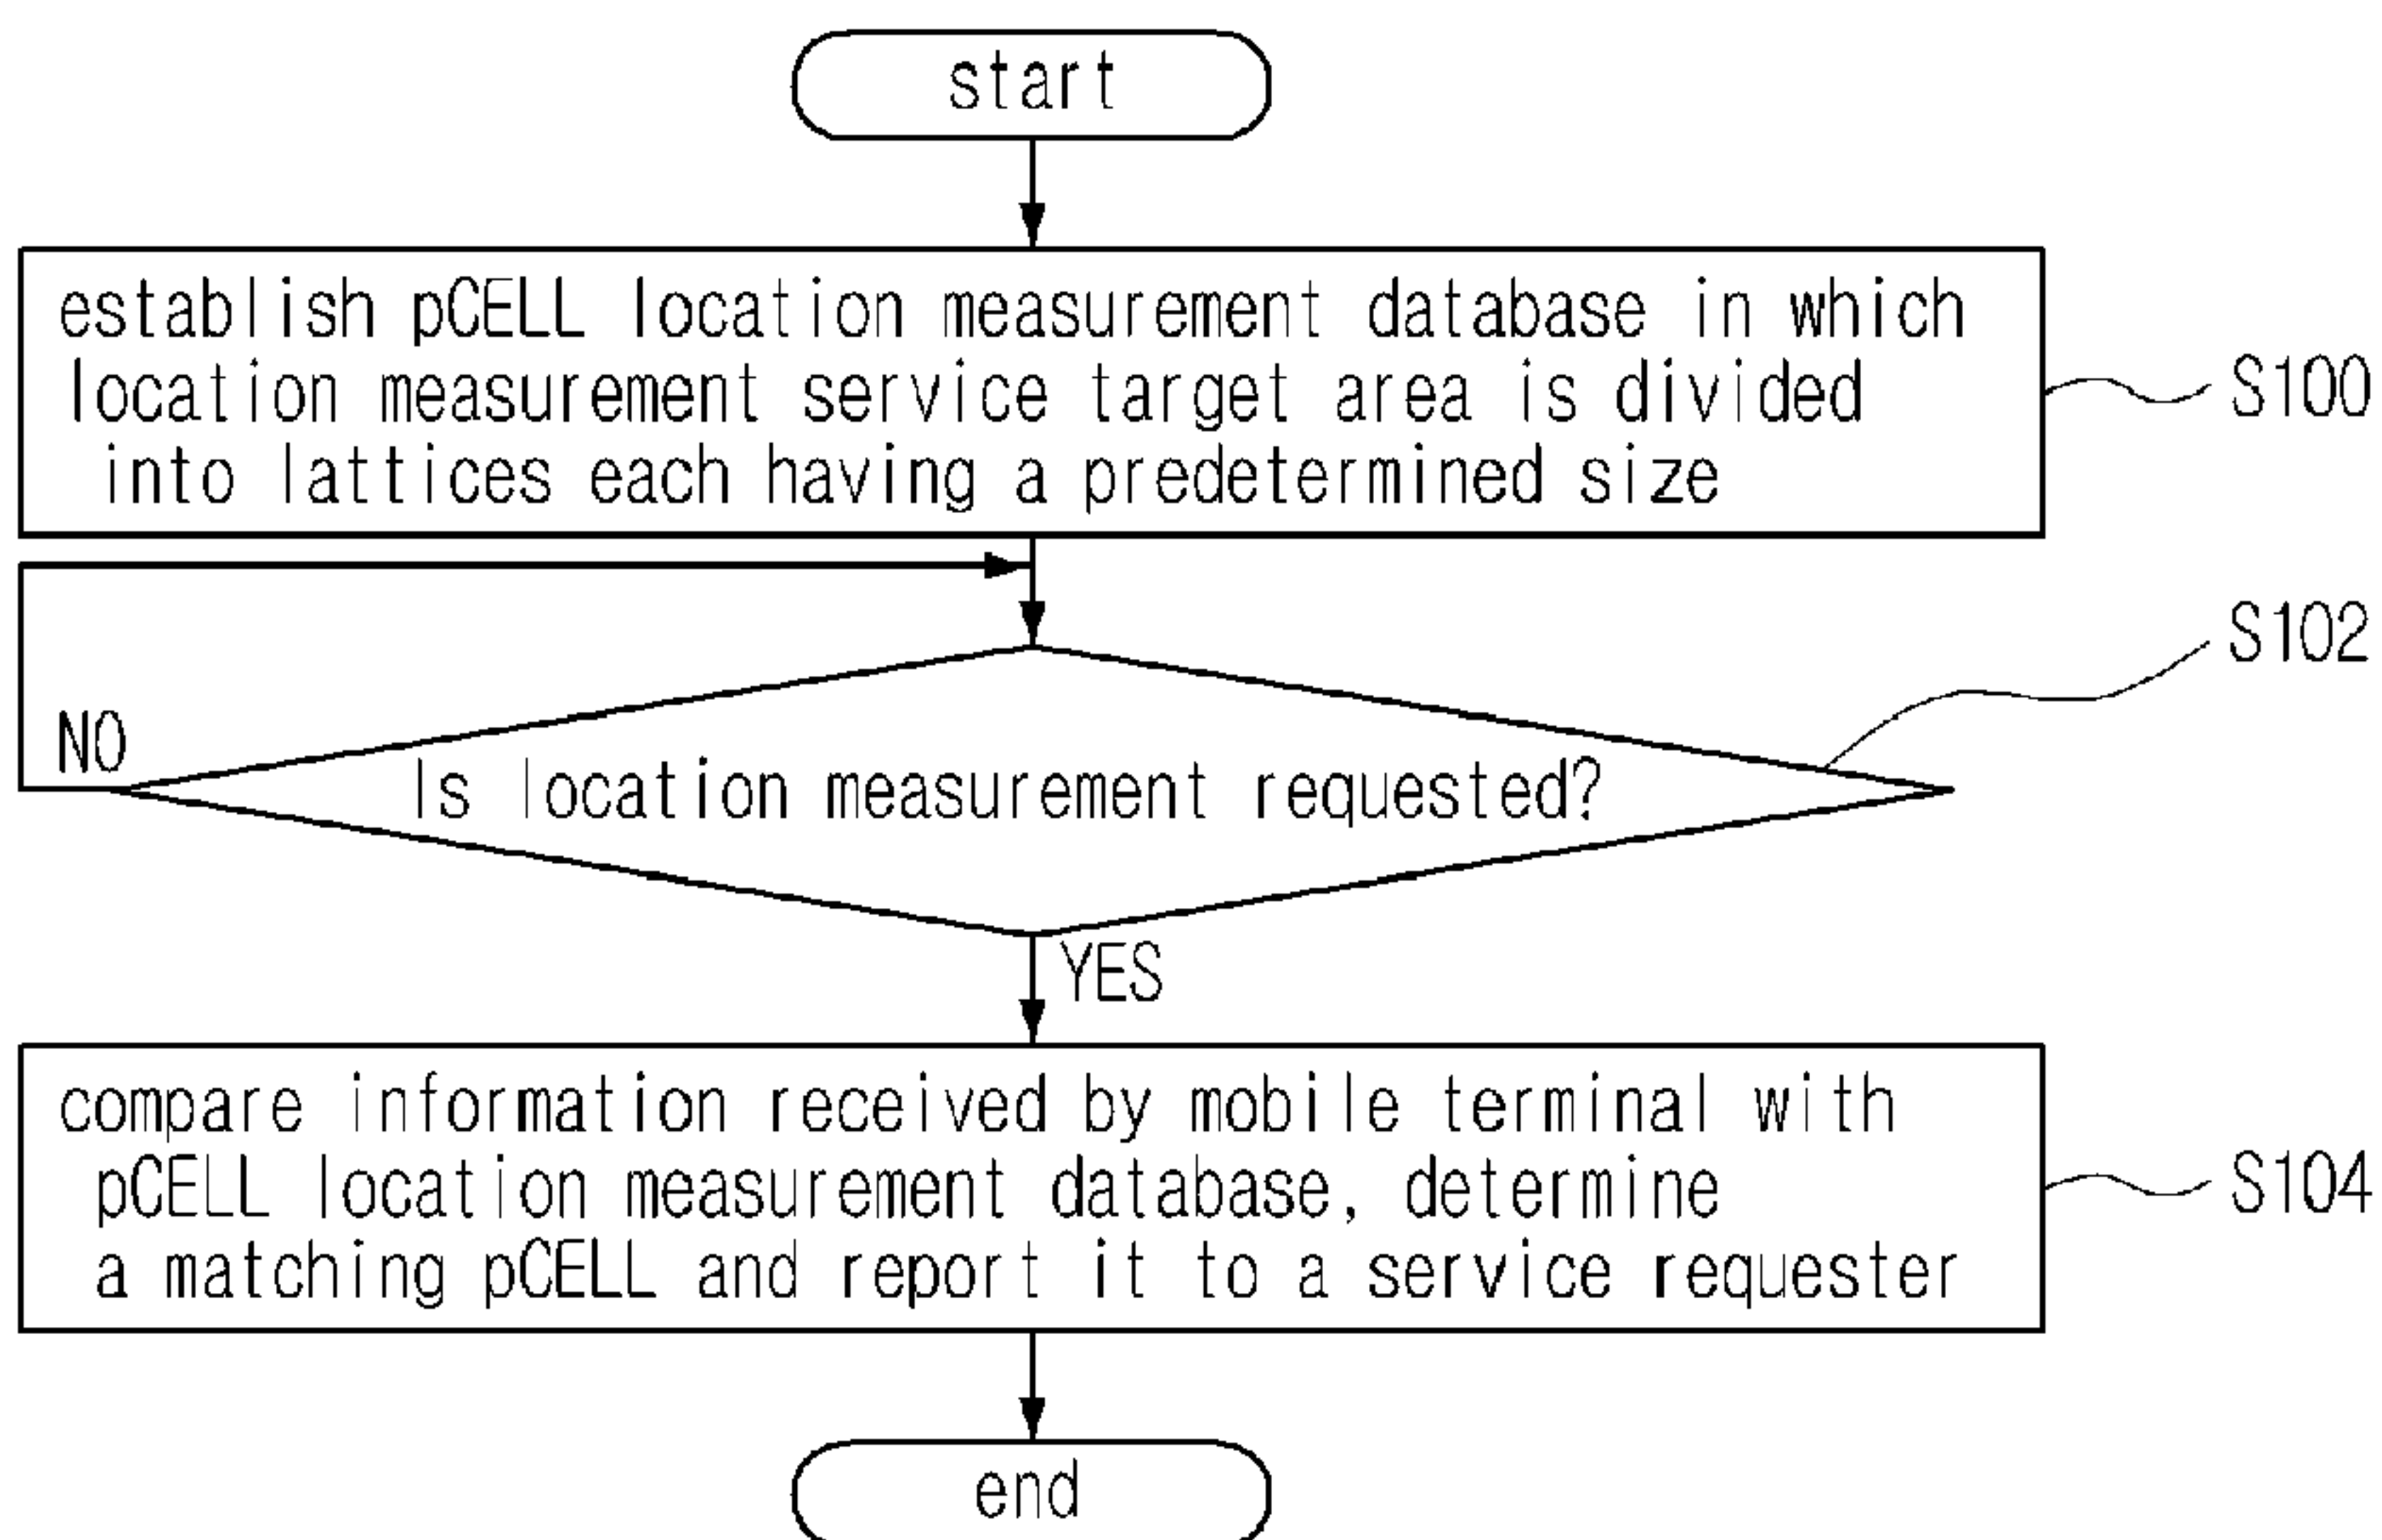 start
establish pCELL location measurement database in which
location measurement service target area is divided
into lattices each having a predetermined size
S100
S102
NO
Is location measurement requested?
YES
compare information received by mobile terminal with
pCELL location measurement database, determine
a matching pCELL and report it to a service requester
S104
end